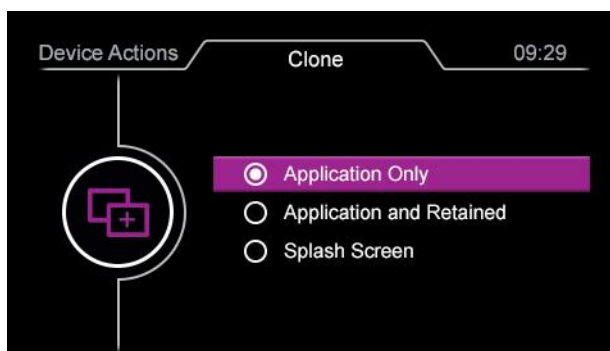 Device Actions
Clone
09:29
Application Only
Application and Retained
Splash Screen